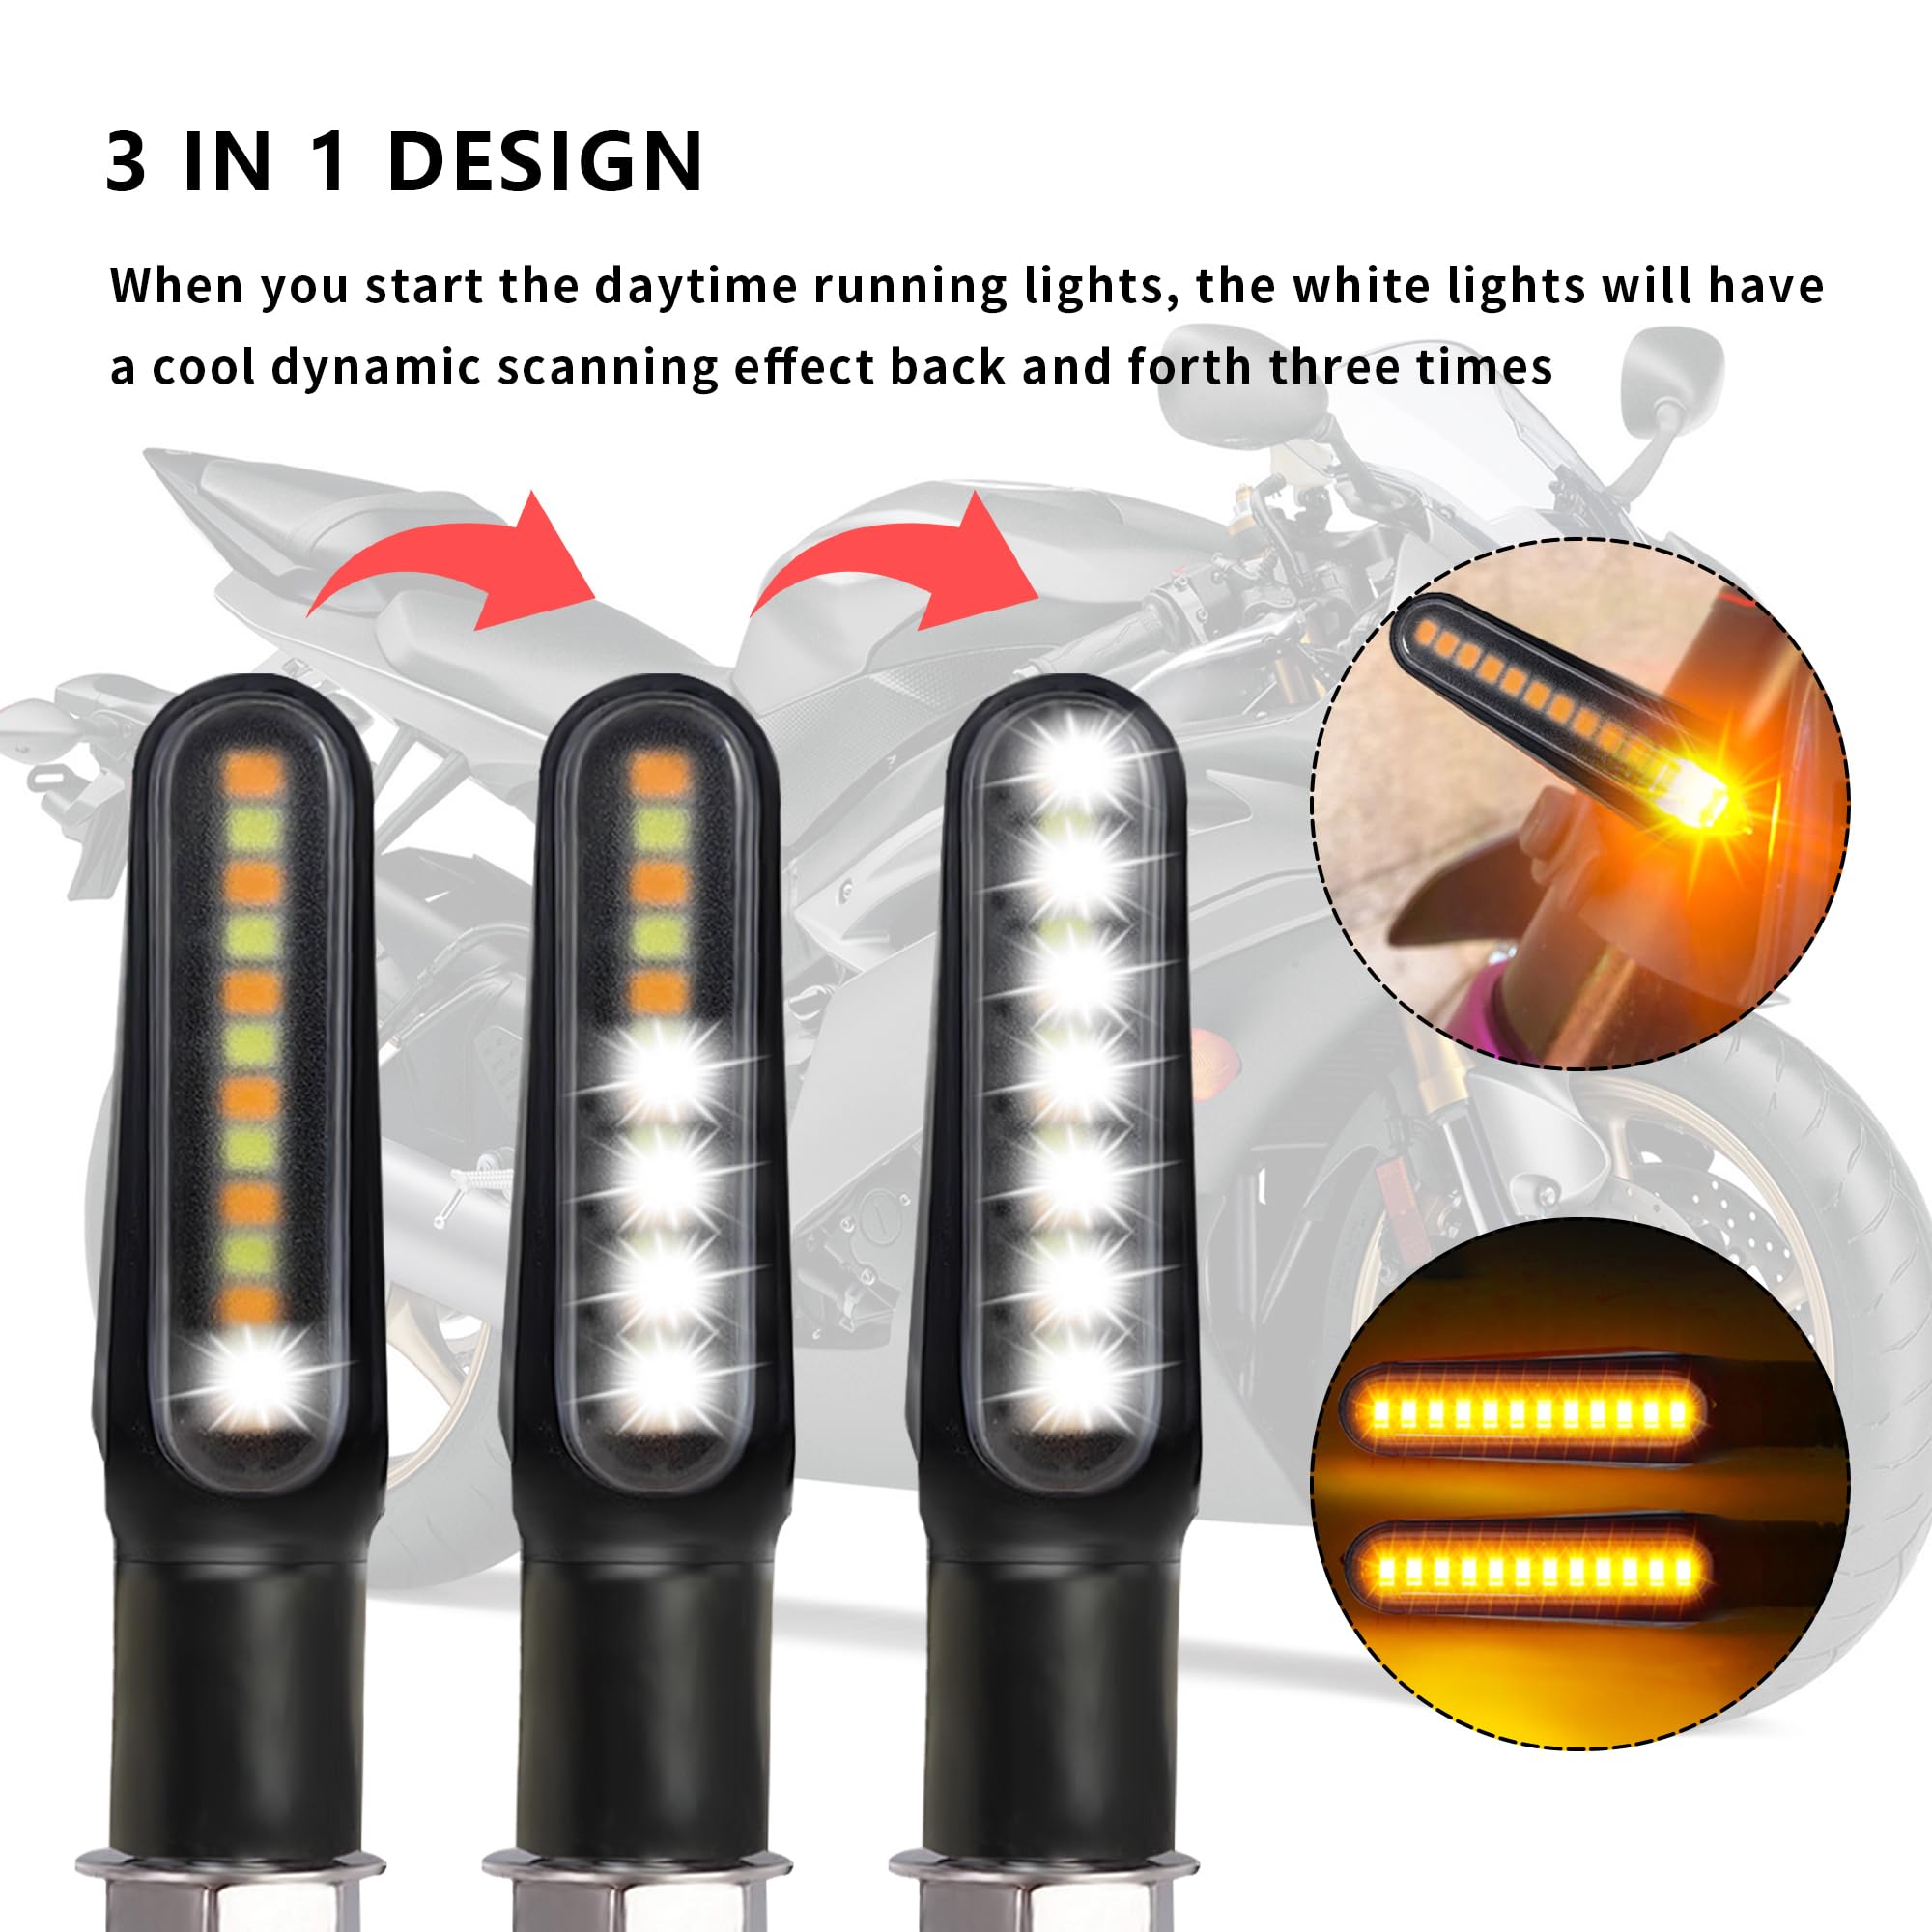 3 IN 1 DESIGN
When you start the daytime running lights, the white lights will have
a cool dynamic scanning effect back and forth three times